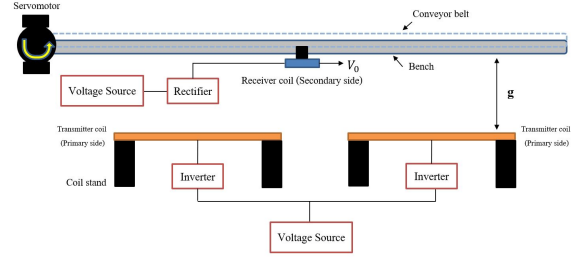 Servomotor
Conveyor belt
V₀
Bench
Receiver coil (Secondary side)
Voltage Source
Rectifier
g
Transmitter coil
(Primary side)
Transmitter coil
(Primary side)
Inverter
Inverter
Coil stand
Voltage Source